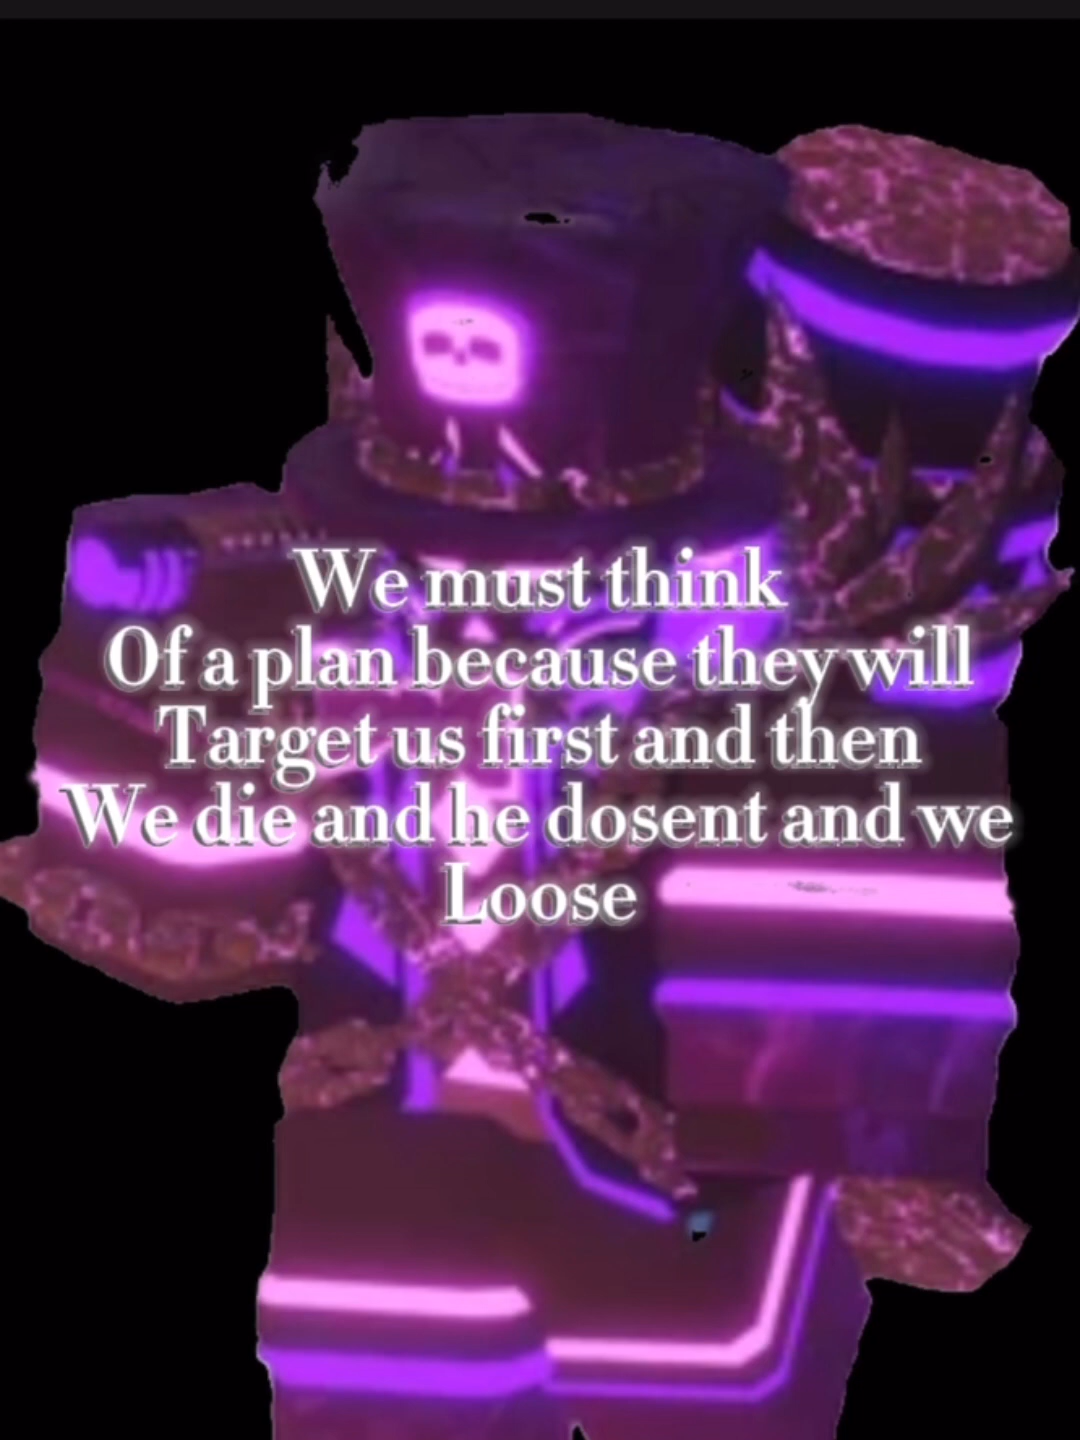 We must think
Of a plan because they will
Target us first and then
We die and he dosent and we
Loose